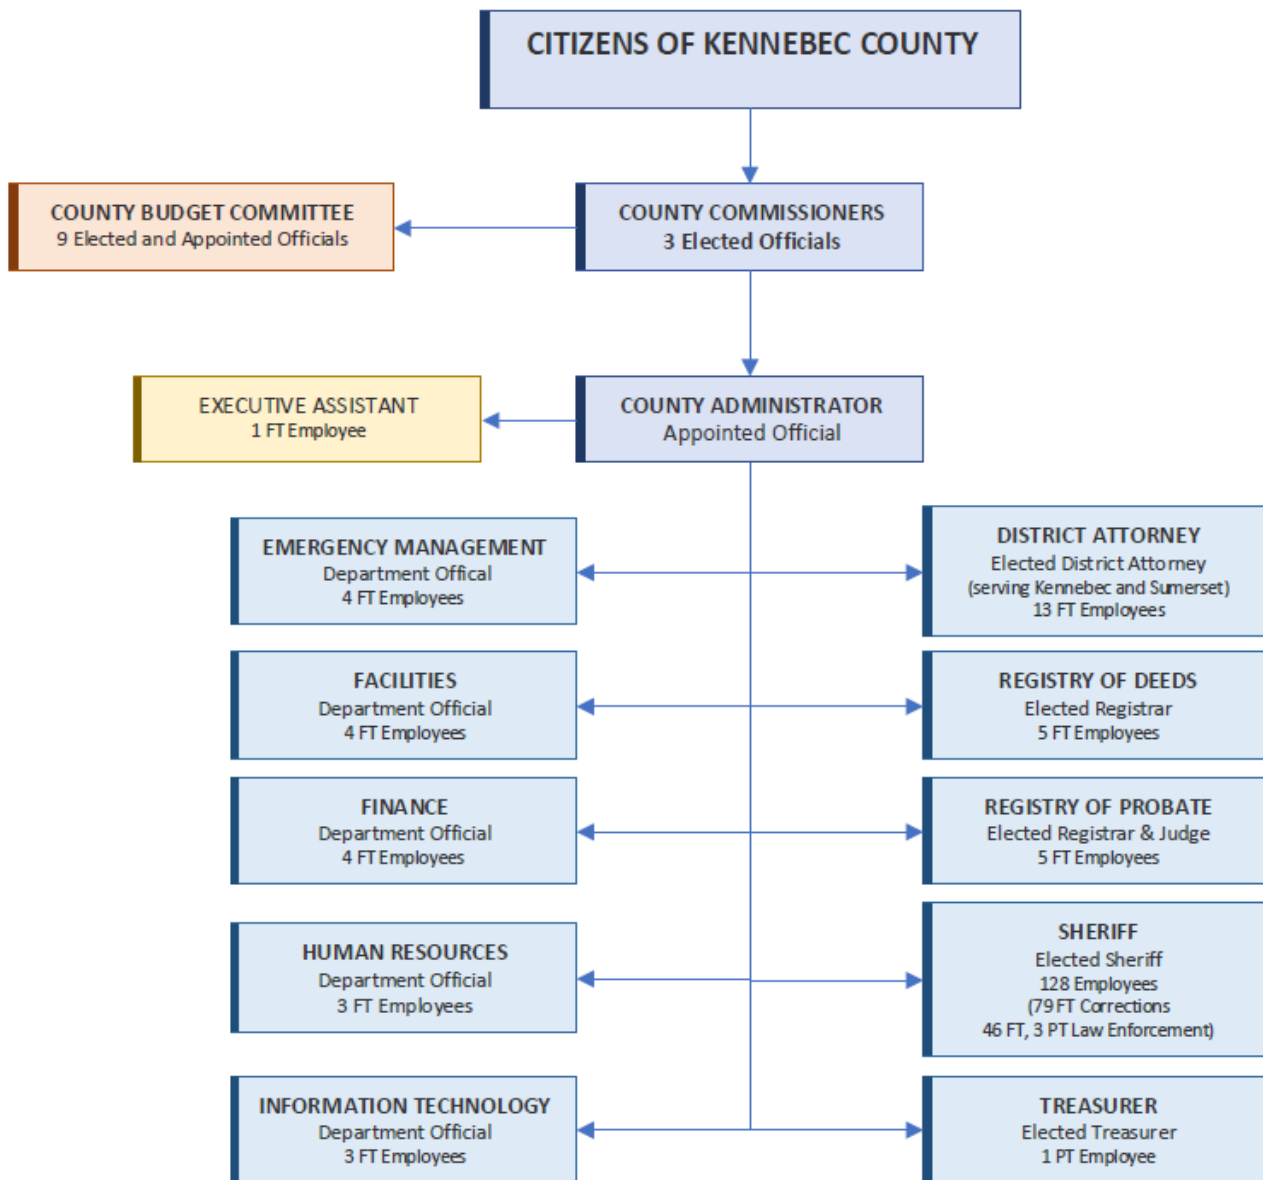 CITIZENS OF KENNEBEC COUNTY
COUNTY BUDGET COMMITTEE
9 Elected and Appointed Officials
COUNTY COMMISSIONERS
3 Elected Officials
EXECUTIVE ASSISTANT
1 FT Employee
COUNTY ADMINISTRATOR
Appointed Official
EMERGENCY MANAGEMENT
Department Offical
4 FT Employees
DISTRICT ATTORNEY
Elected District Attorney
(serving Kennebec and Sumerset)
13 FT Employees
FACILITIES
Department Official
4 FT Employees
REGISTRY OF DEEDS
Elected Registrar
5 FT Employees
FINANCE
Department Official
4 FT Employees
REGISTRY OF PROBATE
Elected Registrar & Judge
5 FT Employees
HUMAN RESOURCES
Department Official
3 FT Employees
SHERIFF
Elected Sheriff
128 Employees
(79 FT Corrections
46 FT, 3 PT Law Enforcement)
INFORMATION TECHNOLOGY
Department Official
3 FT Employees
TREASURER
Elected Treasurer
1 PT Employee